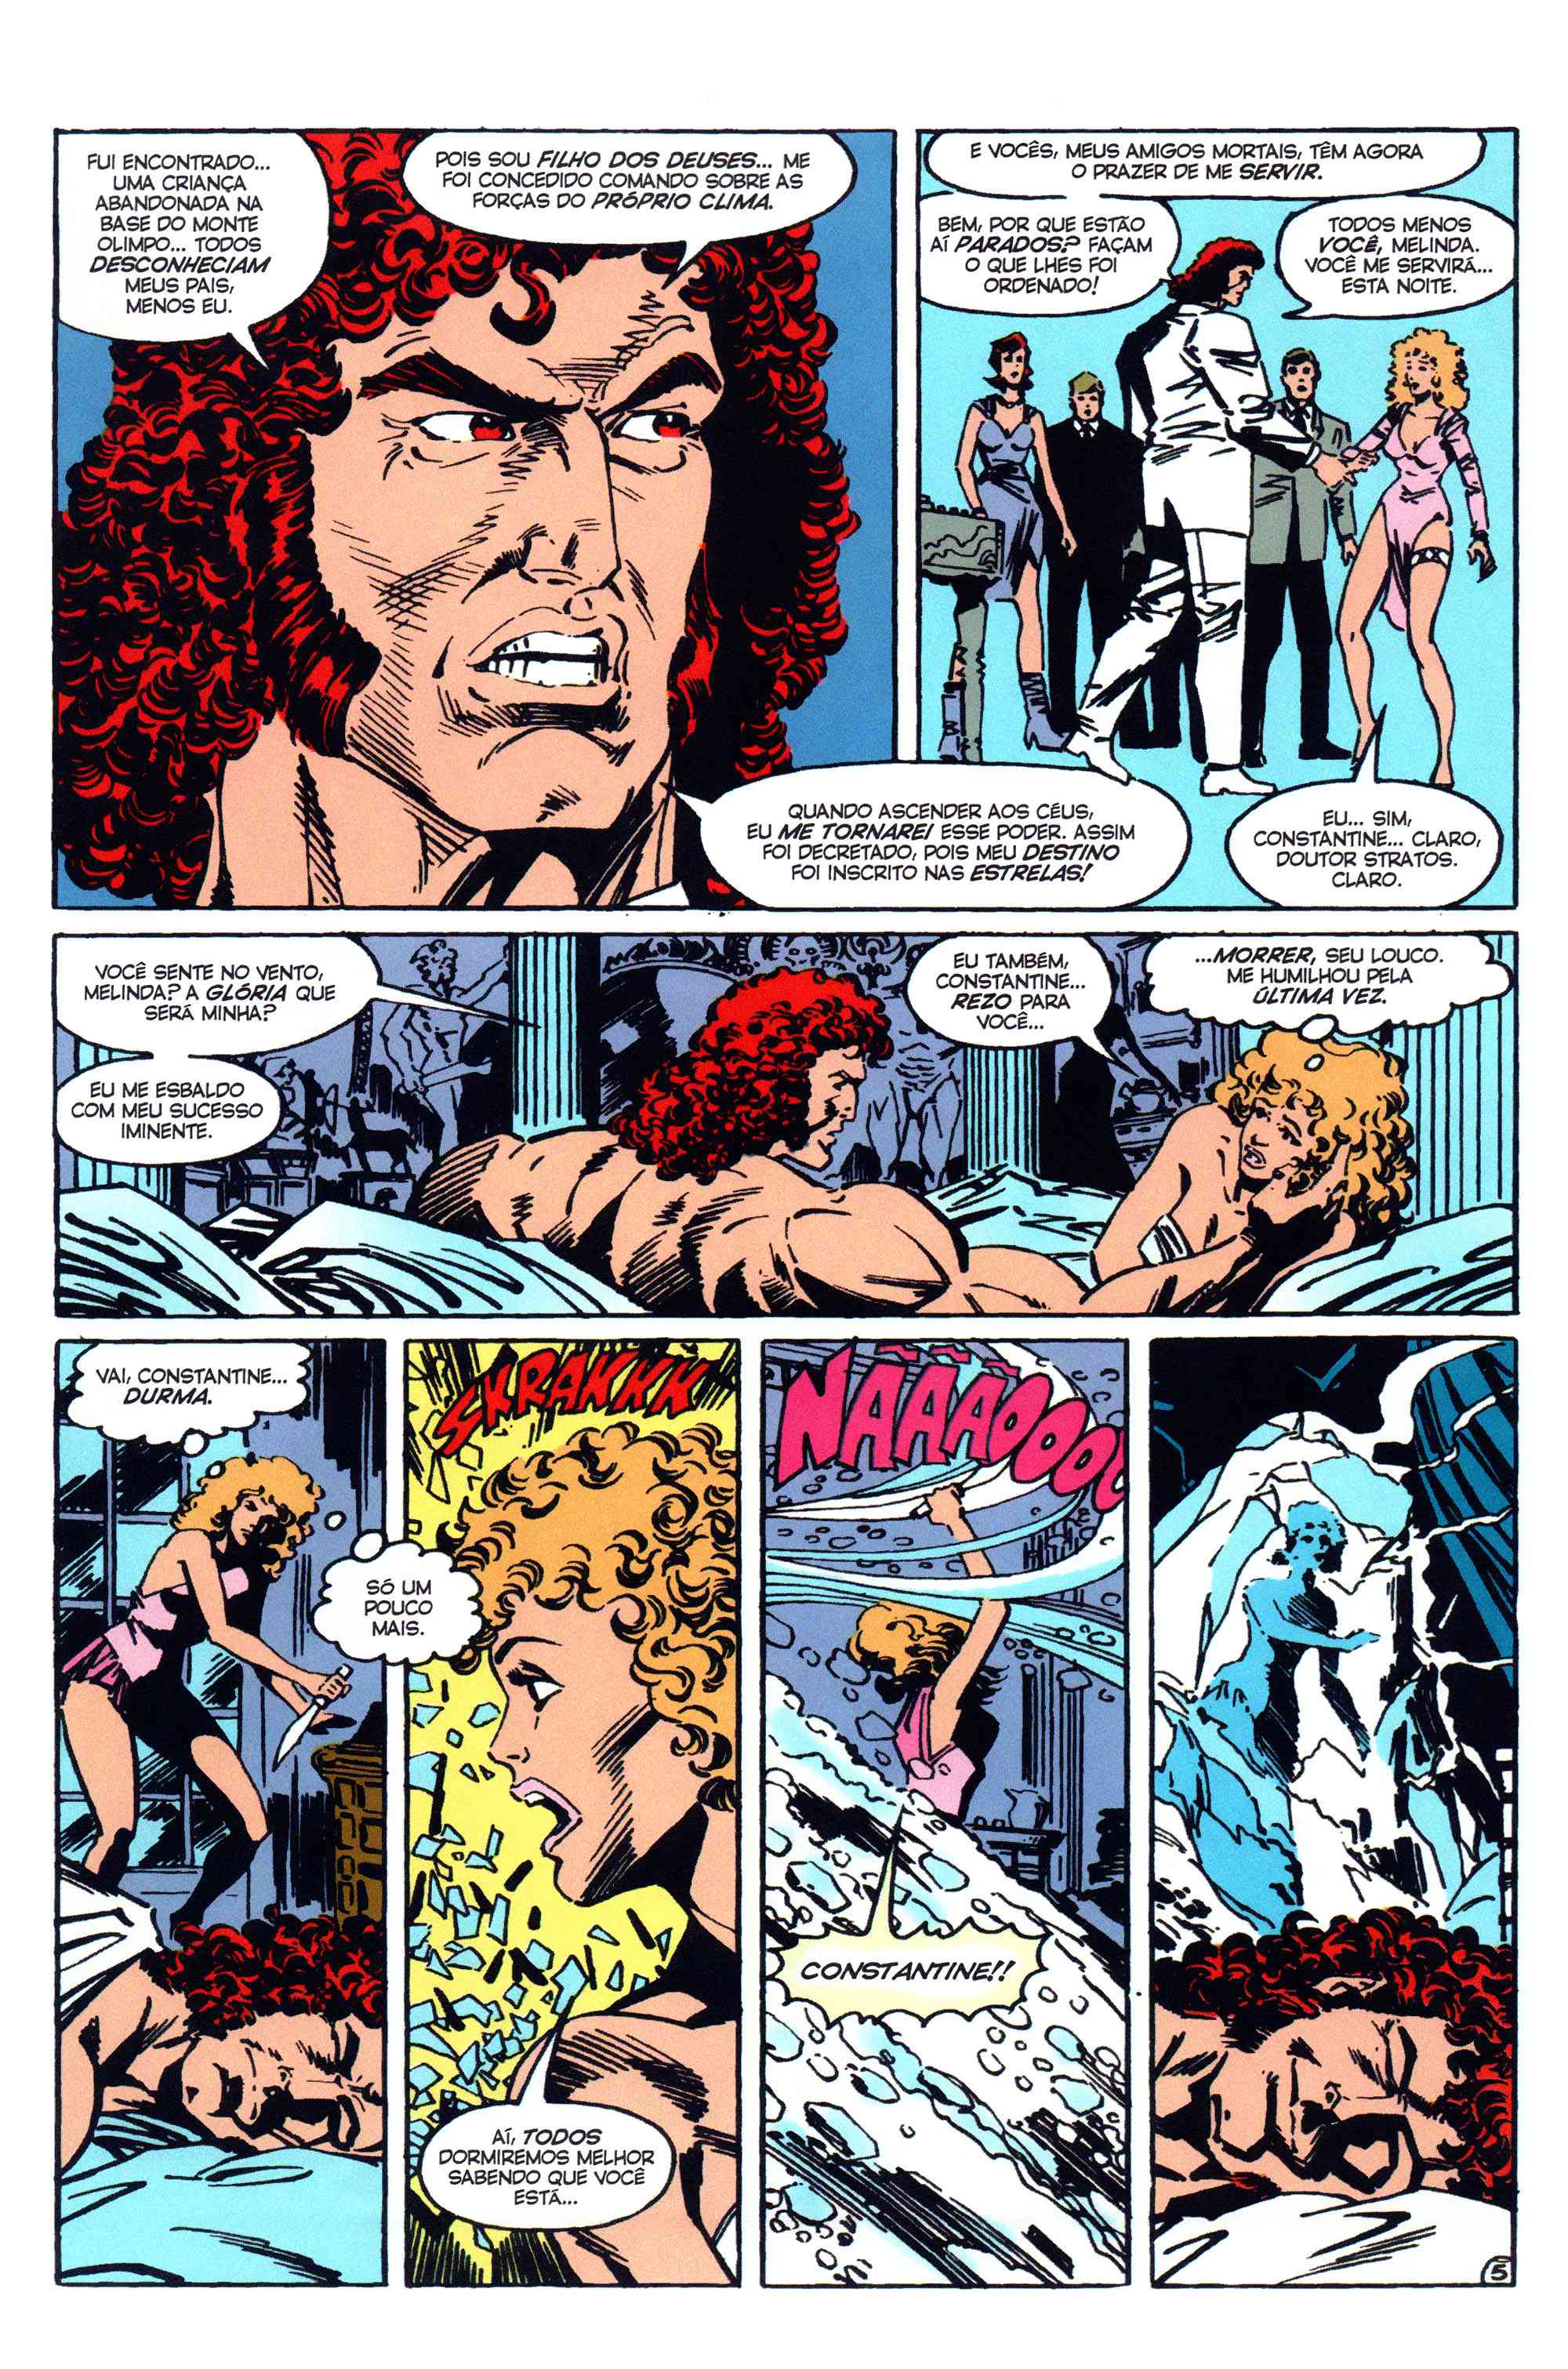 FUI ENCONTRADO...
UMA CRIANÇA
ABANDONADA NA
BASE DO MONTE
OLIMPO... TODOS
DESCONHECIAM
MEUS PAIS,
MENOS EU.
POIS SOU FILHO DOS DEUSES... ME
FOI CONCEDIDO COMANDO SOBRE AS
FORÇAS DO PRÓPRIO CLIMA.
QUANDO ASCENDER AOS CÉUS,
EU ME TORNAREI ESSE PODER. ASSIM
FOI DECRETADO, POIS MEU DESTINO
FOI INSCRITO NAS ESTRELAS!
E VOCÊS, MEUS AMIGOS MORTAIS, TÊM AGORA
O PRAZER DE ME SERVIR.
BEM, POR QUE ESTÃO
AÍ PARADOS? FAÇAM
O QUE LHES FOI
ORDENADO!
TODOS MENOS
VOCÊ, MELINDA.
VOCÊ ME SERVIRÁ...
ESTA NOITE.
EU... SIM,
CONSTANTINE... CLARO,
DOUTOR STRATOS.
CLARO.
VOCÊ SENTE NO VENTO,
MELINDA? A GLÓRIA QUE
SERÁ MINHA?
EU ME ESBALDO
COM MEU SUCESSO
IMINENTE.
EU TAMBÉM,
CONSTANTINE...
REZO PARA
VOCÊ...
...MORRER, SEU LOUCO.
ME HUMILHOU PELA
ÚLTIMA VEZ.
VAI, CONSTANTINE...
DURMA.
SÓ UM
POUCO
MAIS.
SKRAKKK
AÍ, TODOS
DORMIREMOS MELHOR
SABENDO QUE VOCÊ
ESTÁ...
NÃÃÃOOOO
CONSTANTINE!!
5